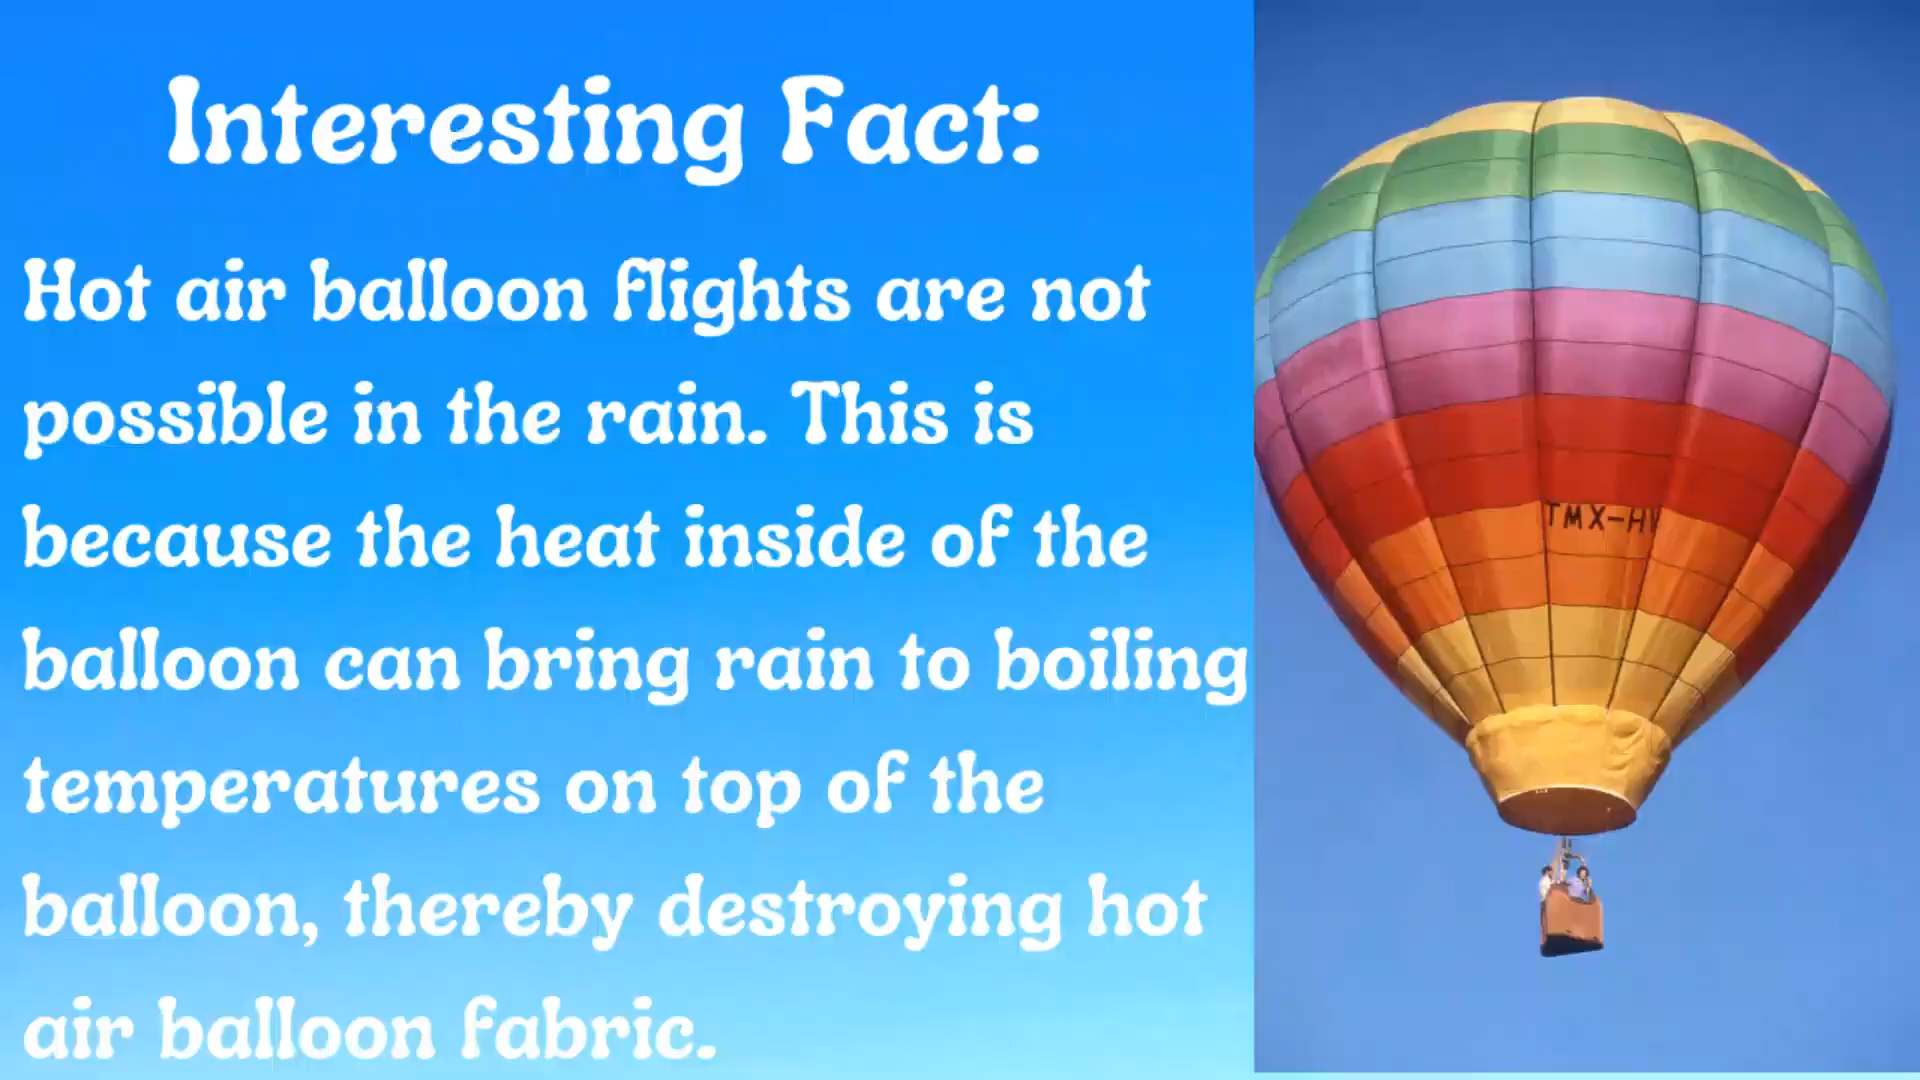 Interesting Fact:
Hot air balloon flights are not
possible in the rain. This is
because the heat inside of the
balloon can bring rain to boiling
temperatures on top of the
balloon, thereby destroying hot
air balloon fabric.
TMX-H